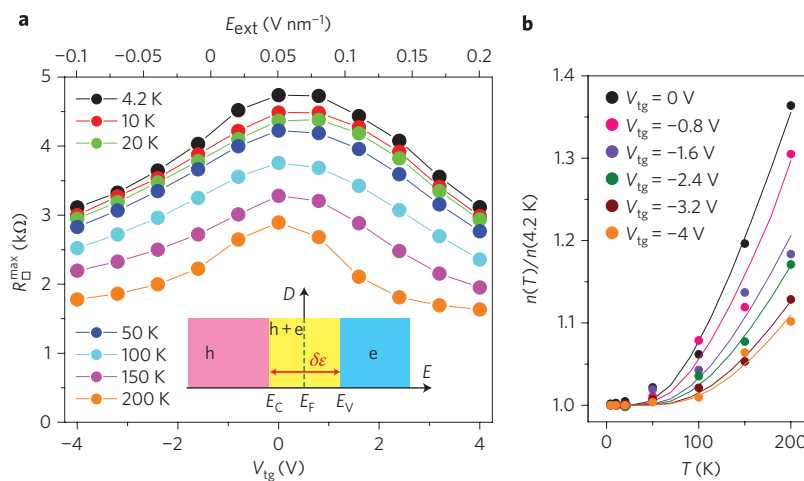 a
E_ext (V nm⁻¹)
−0.1 −0.05 0 0.05 0.1 0.15 0.2
5
4
3
2
1
0
R□^max (kΩ)
4.2 K
10 K
20 K
50 K
100 K
150 K
200 K
D
h + e
h
δε
e
E
E_C E_F E_V
−4 −2 0 2 4
V_tg (V)
b
1.4
1.3
1.2
1.1
1.0
n(T)/n(4.2 K)
V_tg = 0 V
V_tg = −0.8 V
V_tg = −1.6 V
V_tg = −2.4 V
V_tg = −3.2 V
V_tg = −4 V
0 100 200
T (K)